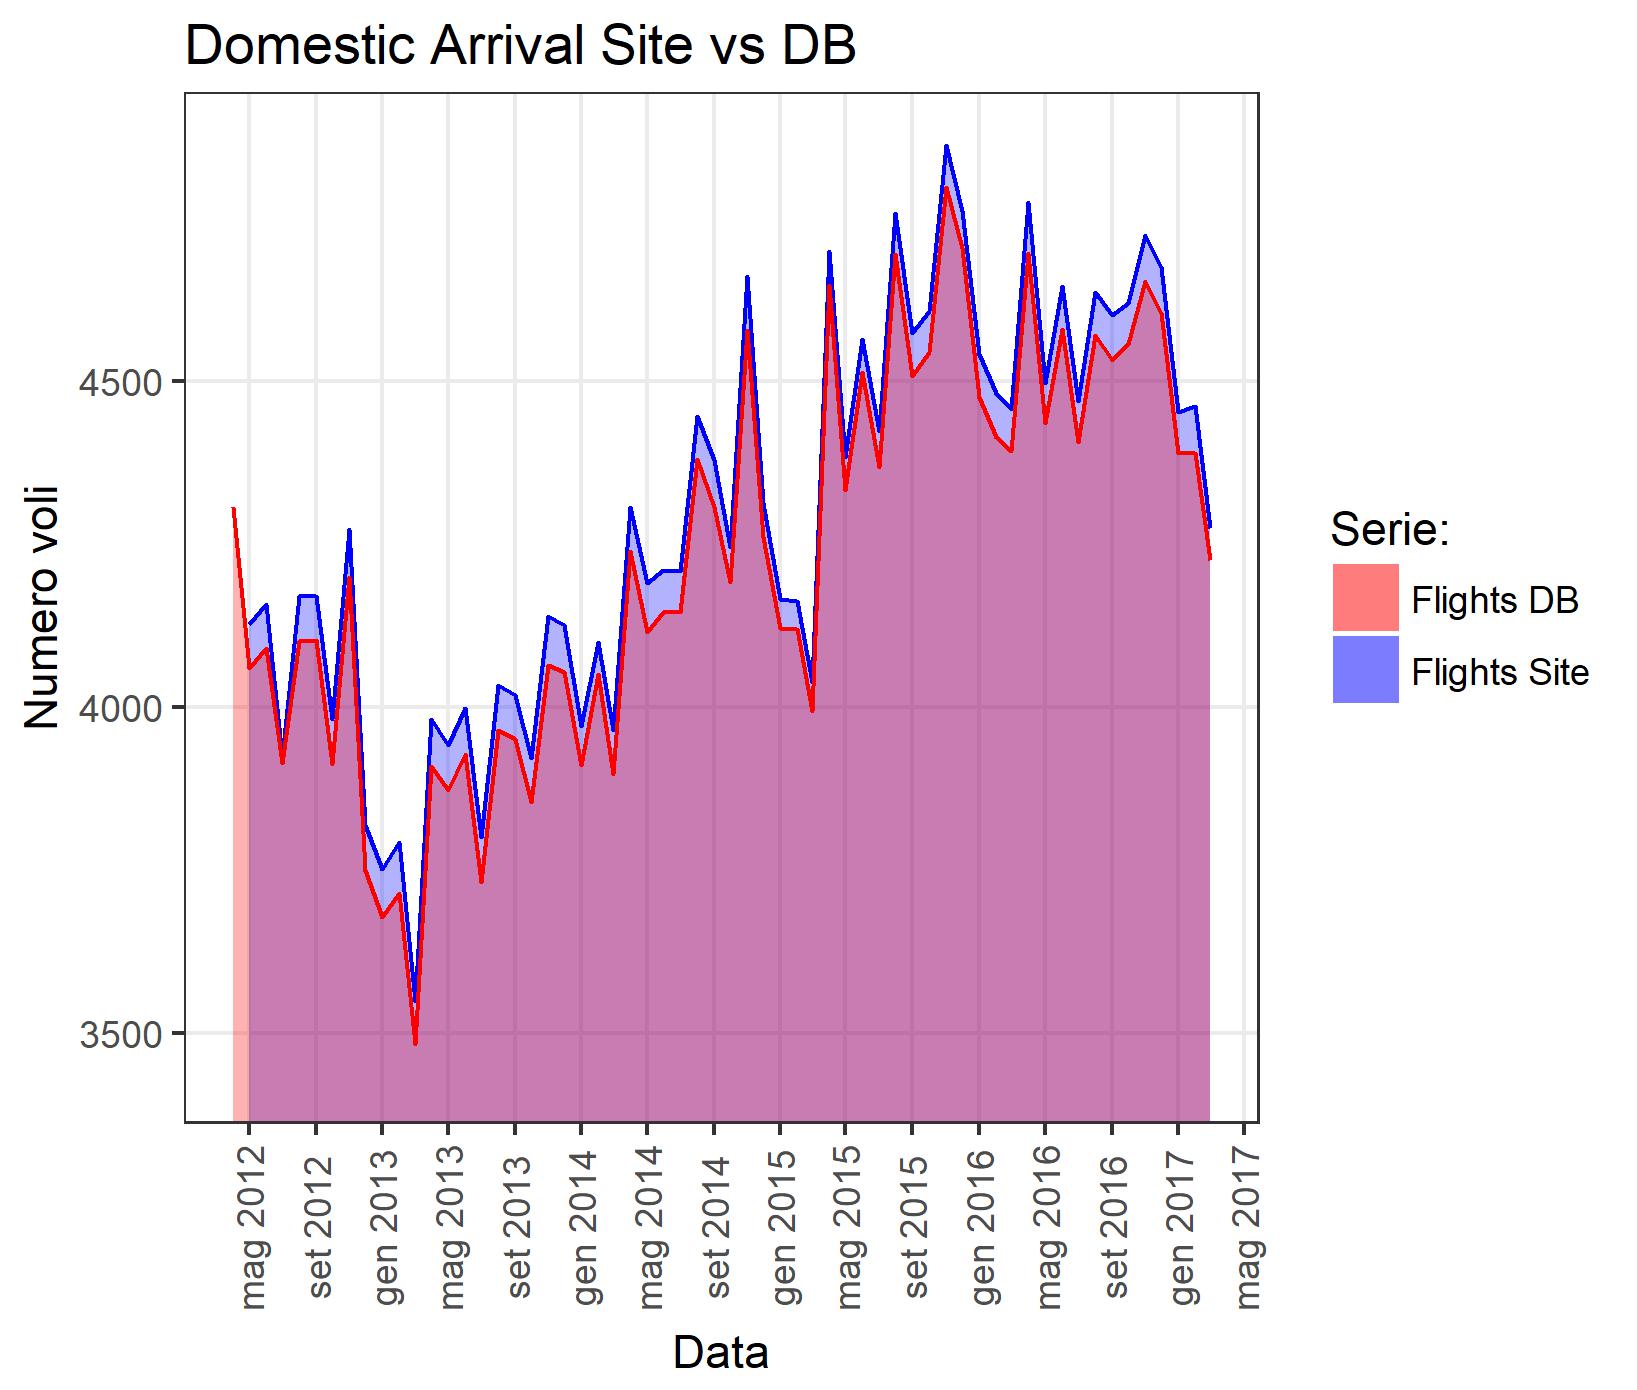 Domestic Arrival Site vs DB
Numero voli
4500
4000
3500
mag 2012
set 2012
gen 2013
mag 2013
set 2013
gen 2014
mag 2014
set 2014
gen 2015
mag 2015
set 2015
gen 2016
mag 2016
set 2016
gen 2017
mag 2017
Data
Serie:
Flights DB
Flights Site